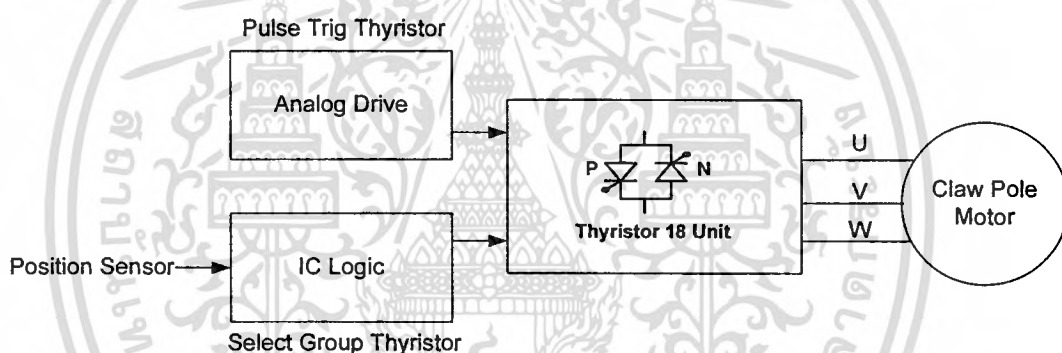 Pulse Trig Thyristor
Analog Drive
P
N
Thyristor 18 Unit
U
V
W
Claw Pole
Motor
Position Sensor
IC Logic
Select Group Thyristor